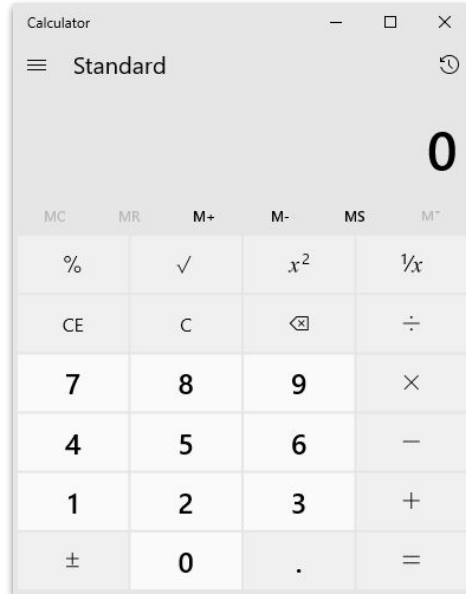 Calculator
Standard
0
MC MR M+ M- MS M˅
% √ x² ¹/x
CE C ÷
7 8 9 ×
4 5 6 −
1 2 3 +
± 0 . =